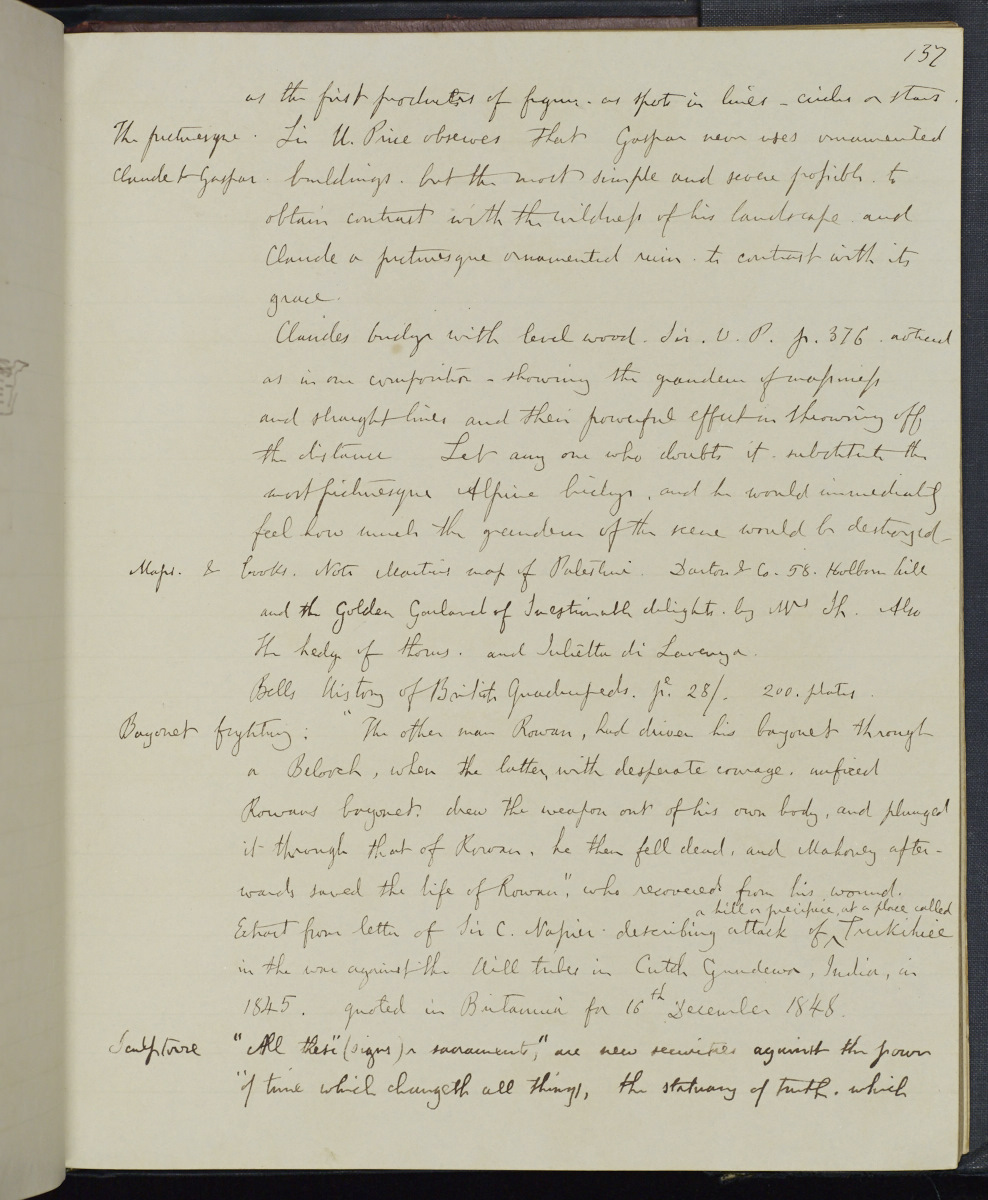 137
as the first products of figure. as spots in lines - circles or stars.
The picturesque. Sir U. Price observes that Gaspar never uses ornamented
Claude & Gaspar. buildings. but the most simple and severe possible. to
obtain contrast with the wildness of his landscape. and
Claude a picturesque ornamented ruin. to contrast with its
grace.
Claudes bridge with level wood. Sir. U. P. p. 376. noticed
as in one composition - showing the grandeur of massiness
and straight lines and their powerful effect in throwing off
the distance Let any one who doubts it. substitute the
most picturesque Alpine bridge, and he would immediately
feel how much the grandeur of the scene would be destroyed
Maps. & books. Note Martins map of Palestine. Darton & Co. 58. Holborn hill
and the Golden Garland of Inestimable delights. by Mrs Sh. Also
The hedge of thorns. and Julietta di Lavenza.
Bells History of British Quadrupeds. pr. 28/. 200. plates.
Bayonet fighting: "The other man Rowan, had driven his bayonet through
a Belooch, when the latter, with desperate courage. unfixed
Rowans bayonet. drew the weapon out of his own body, and plunged
it through that of Rowan. he then fell dead, and Mahoney after-
wards saved the life of Rowan", who recovered from his wound.
a hill or precipice, at a place called
Extract from letter of Sir C. Napier. describing attack of Trukikee
in the war against the Hill tribes in Cutch Gundewa, India, in
1845. quoted in Britannia for 16th December 1848.
Sculpture "All these" (signs) & sacraments," are new securities against the power
"of time which changeth all things, the statuary of truth. which